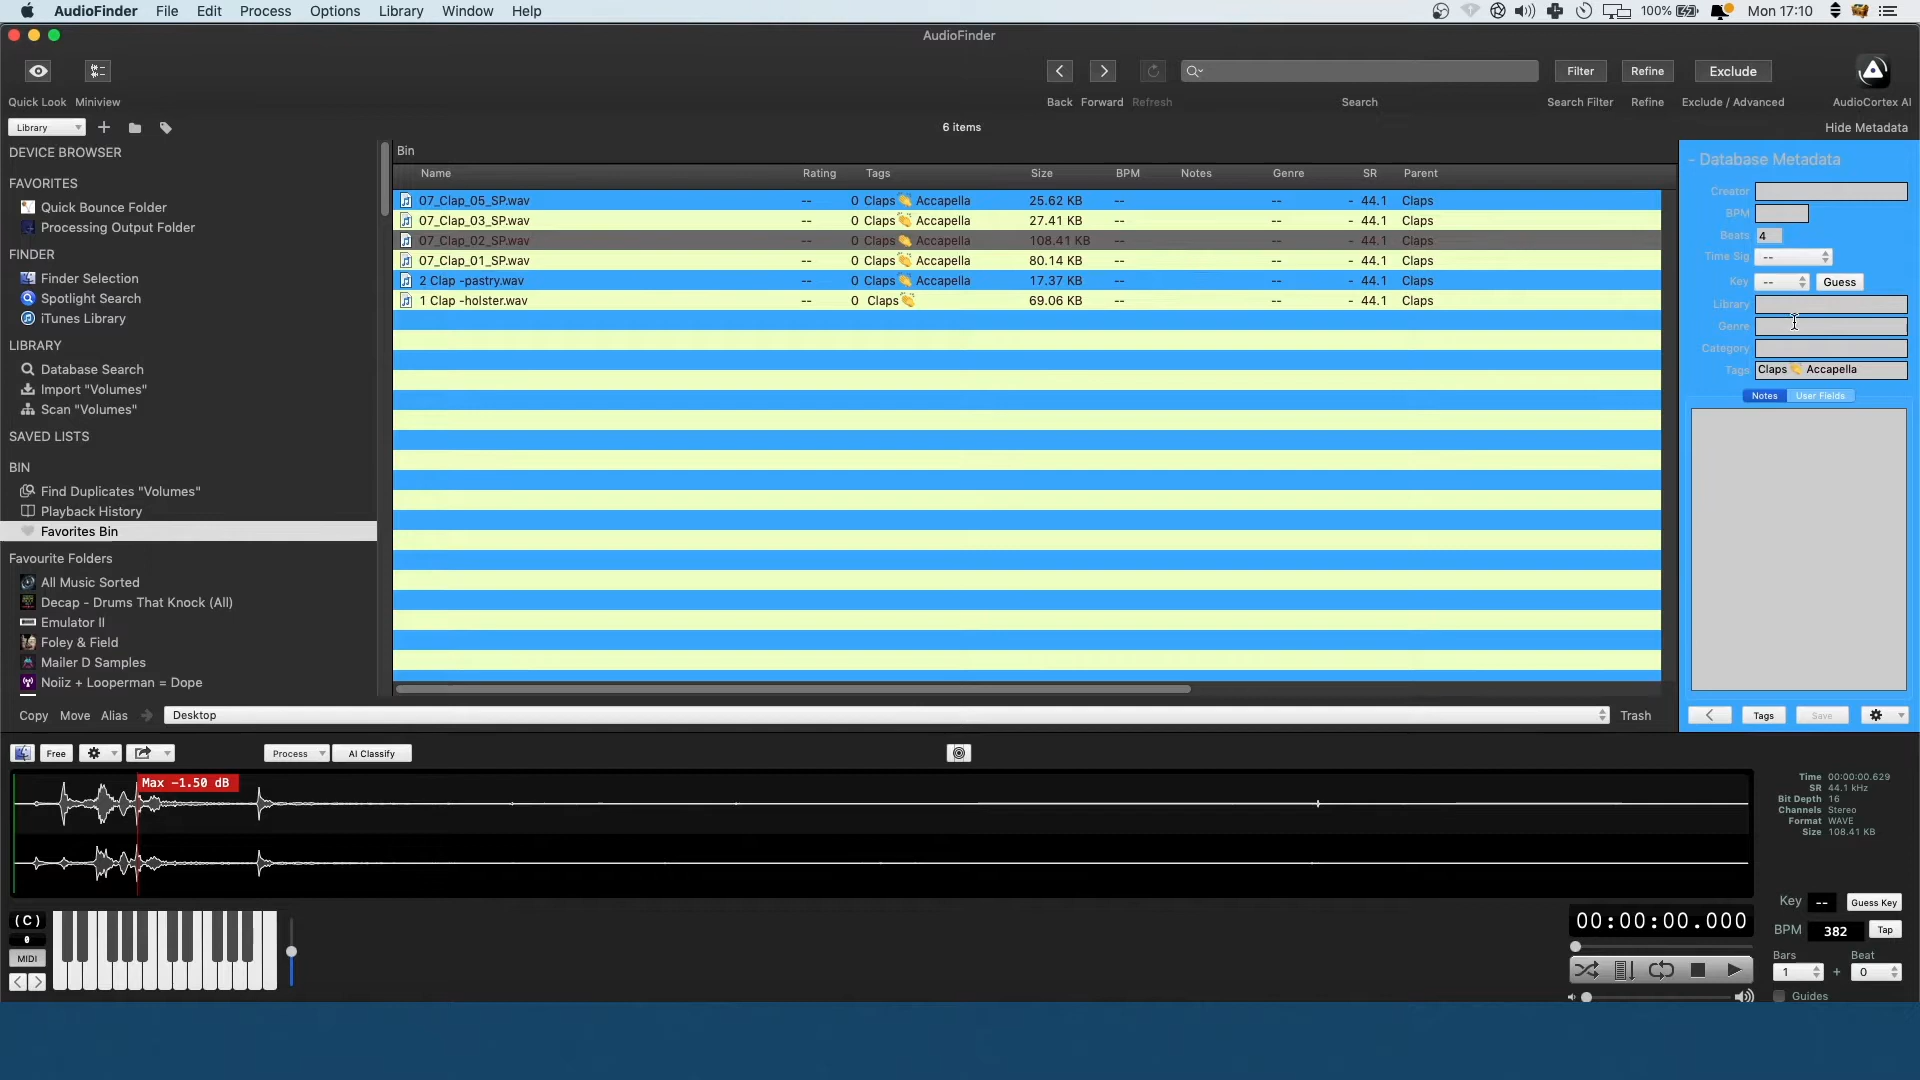 AudioFinder File Edit Process Options Library Window Help 100% Mon 17:10
AudioFinder
Quick Look Miniview Back Forward Refresh Search Filter Search Filter Refine Refine Exclude Exclude / Advanced AudioCortex AI
Library 6 items Hide Metadata
DEVICE BROWSER
FAVORITES
Quick Bounce Folder
Processing Output Folder
FINDER
Finder Selection
Spotlight Search
iTunes Library
LIBRARY
Database Search
Import "Volumes"
Scan "Volumes"
SAVED LISTS
BIN
Find Duplicates "Volumes"
Playback History
Favorites Bin
Favourite Folders
All Music Sorted
Decap - Drums That Knock (All)
Emulator II
Foley & Field
Mailer D Samples
Noiiz + Looperman = Dope
Bin
Name Rating Tags Size BPM Notes Genre SR Parent
07_Clap_05_SP.wav -- 0 Claps👏 Accapella 25.62 KB -- -- - 44.1 Claps
07_Clap_03_SP.wav -- 0 Claps👏 Accapella 27.41 KB -- -- - 44.1 Claps
07_Clap_02_SP.wav -- 0 Claps👏 Accapella 108.41 KB -- -- - 44.1 Claps
07_Clap_01_SP.wav -- 0 Claps👏 Accapella 80.14 KB -- -- - 44.1 Claps
2 Clap -pastry.wav -- 0 Claps👏 Accapella 17.37 KB -- -- - 44.1 Claps
1 Clap -holster.wav -- 0 Claps👏 69.06 KB -- -- - 44.1 Claps
- Database Metadata
Creator
BPM
Beats 4
Time Sig --
Key -- Guess
Library
Genre
Category
Tags Claps👏 Accapella
Notes User Fields
Copy Move Alias Desktop Trash Tags Save
Free Process AI Classify
Max -1.50 dB
Time 00:00:00.629
SR 44.1 kHz
Bit Depth 16
Channels Stereo
Format WAVE
Size 108.41 KB
(C)
0
MIDI
00:00:00.000
Key -- Guess Key
BPM 382 Tap
Bars Beat
1 + 0
Guides